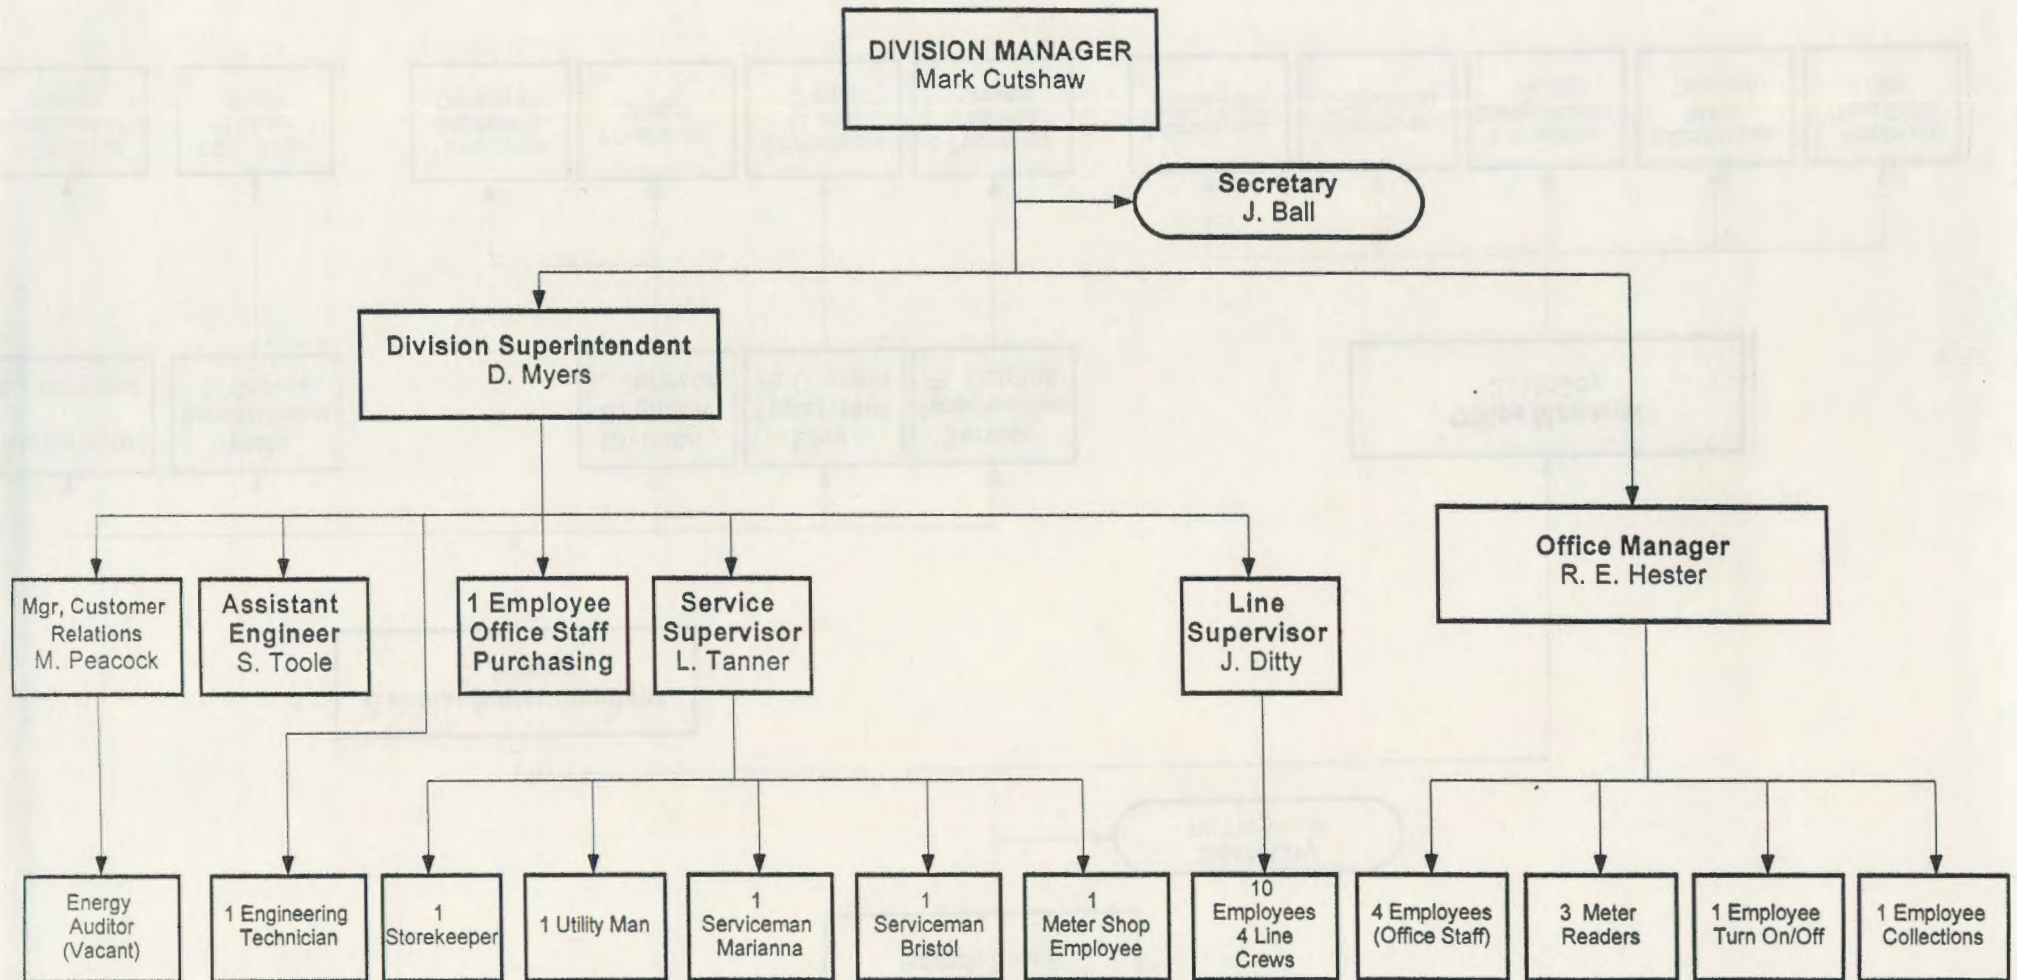 DIVISION MANAGER
Mark Cutshaw
Secretary
J. Ball
Division Superintendent
D. Myers
Office Manager
R. E. Hester
Mgr, Customer
Relations
M. Peacock
Assistant
Engineer
S. Toole
1 Employee
Office Staff
Purchasing
Service
Supervisor
L. Tanner
Line
Supervisor
J. Ditty
Energy
Auditor
(Vacant)
1 Engineering
Technician
1
Storekeeper
1 Utility Man
1
Serviceman
Marianna
1
Serviceman
Bristol
1
Meter Shop
Employee
10
Employees
4 Line
Crews
4 Employees
(Office Staff)
3 Meter
Readers
1 Employee
Turn On/Off
1 Employee
Collections